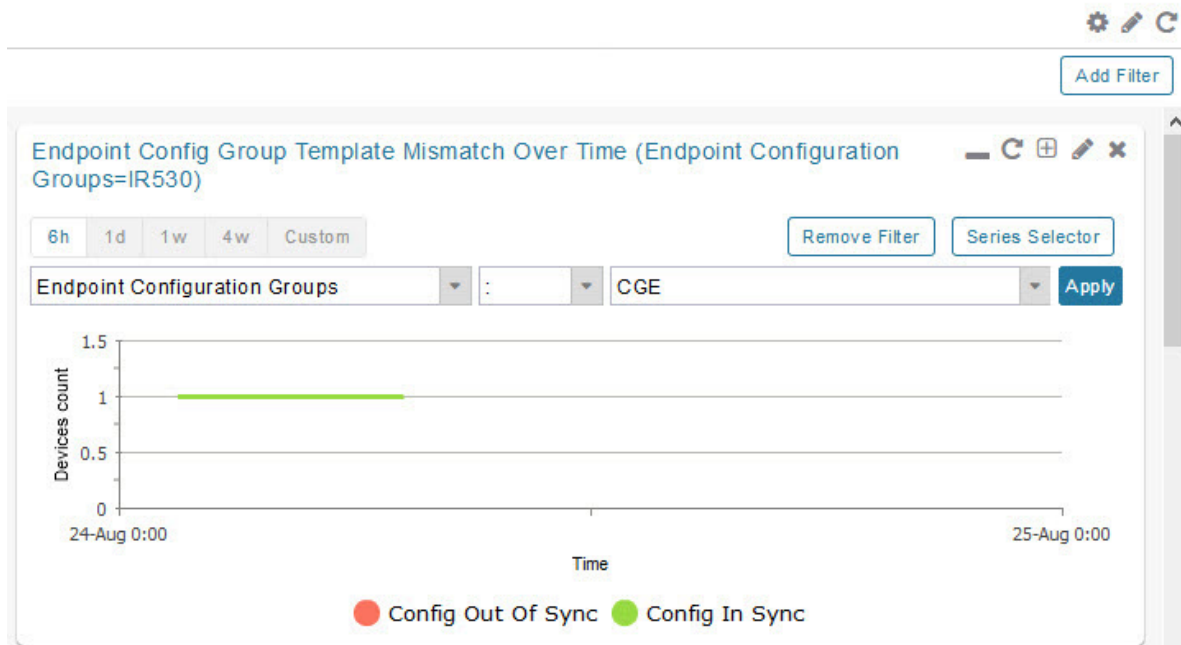 Add Filter
Endpoint Config Group Template Mismatch Over Time (Endpoint Configuration
Groups=IR530)
6h 1d 1w 4w Custom
Remove Filter Series Selector
Endpoint Configuration Groups : CGE Apply
1.5
1
0.5
0
Devices count
24-Aug 0:00 25-Aug 0:00
Time
Config Out Of Sync Config In Sync